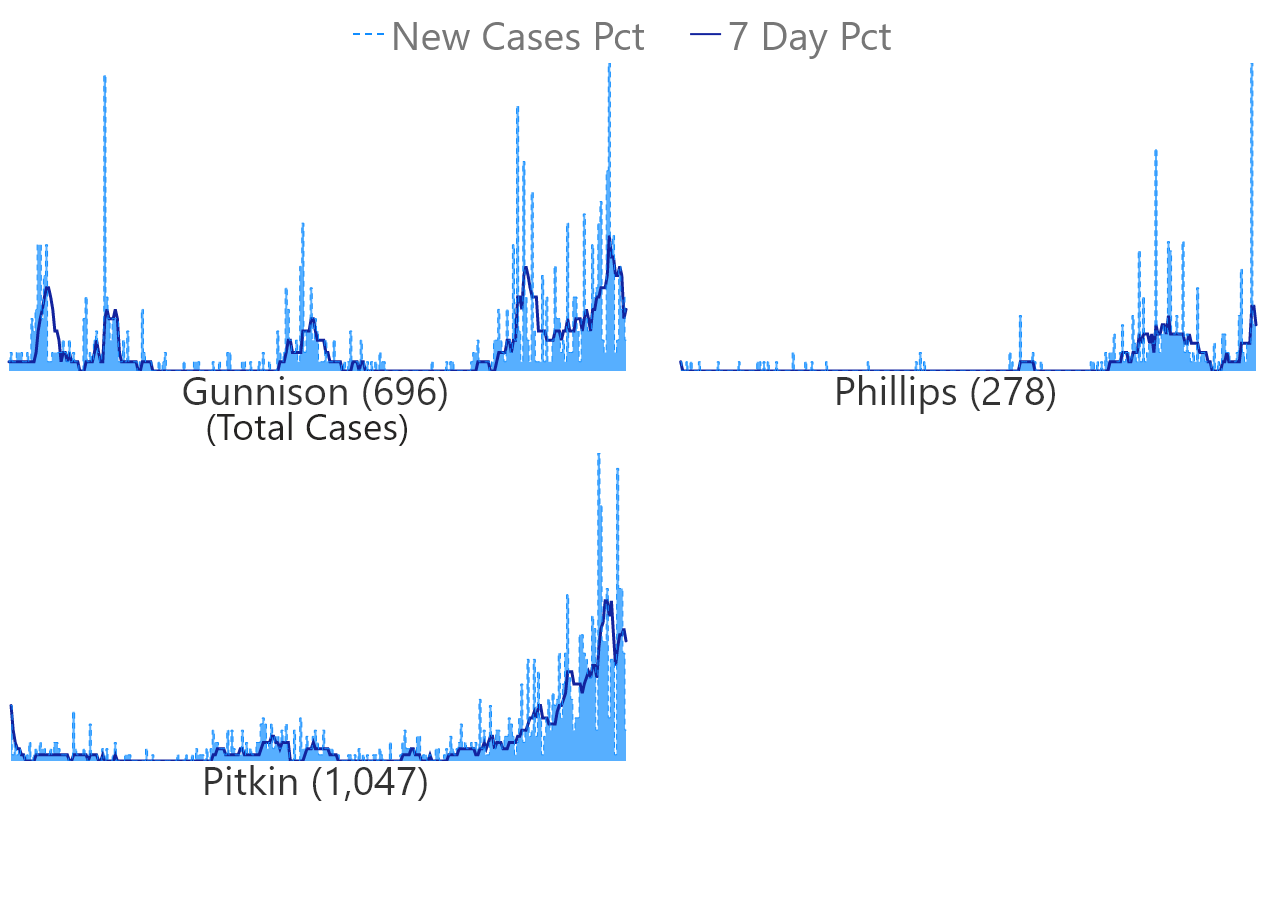 New Cases Pct 7 Day Pct
Gunnison (696) Phillips (278)
(Total Cases)
Pitkin (1,047)